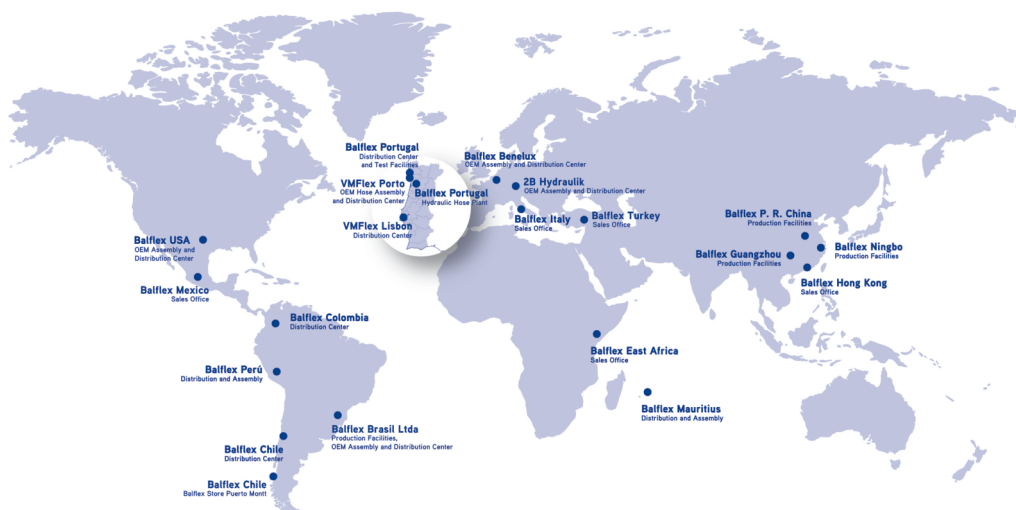 Balflex Portugal
Distribution Center
and Test Facilities
VMFlex Porto
OEM Hose Assembly
and Distribution Center
Balflex Portugal
Hydraulic Hose Plant
VMFlex Lisbon
Distribution Center
Balflex Benelux
OEM Assembly and Distribution Center
2B Hydraulik
OEM Assembly and Distribution Center
Balflex Italy
Sales Office
Balflex Turkey
Sales Office
Balflex P. R. China
Production Facilities
Balflex Ningbo
Production Facilities
Balflex Guangzhou
Production Facilities
Balflex Hong Kong
Sales Office
Balflex USA
OEM Assembly and
Distribution Center
Balflex Mexico
Sales Office
Balflex Colombia
Distribution Center
Balflex East Africa
Sales Office
Balflex Perú
Distribution and Assembly
Balflex Mauritius
Distribution and Assembly
Balflex Brasil Ltda
Production Facilities,
OEM Assembly and Distribution Center
Balflex Chile
Distribution Center
Balflex Chile
Balflex Store Puerto Montt